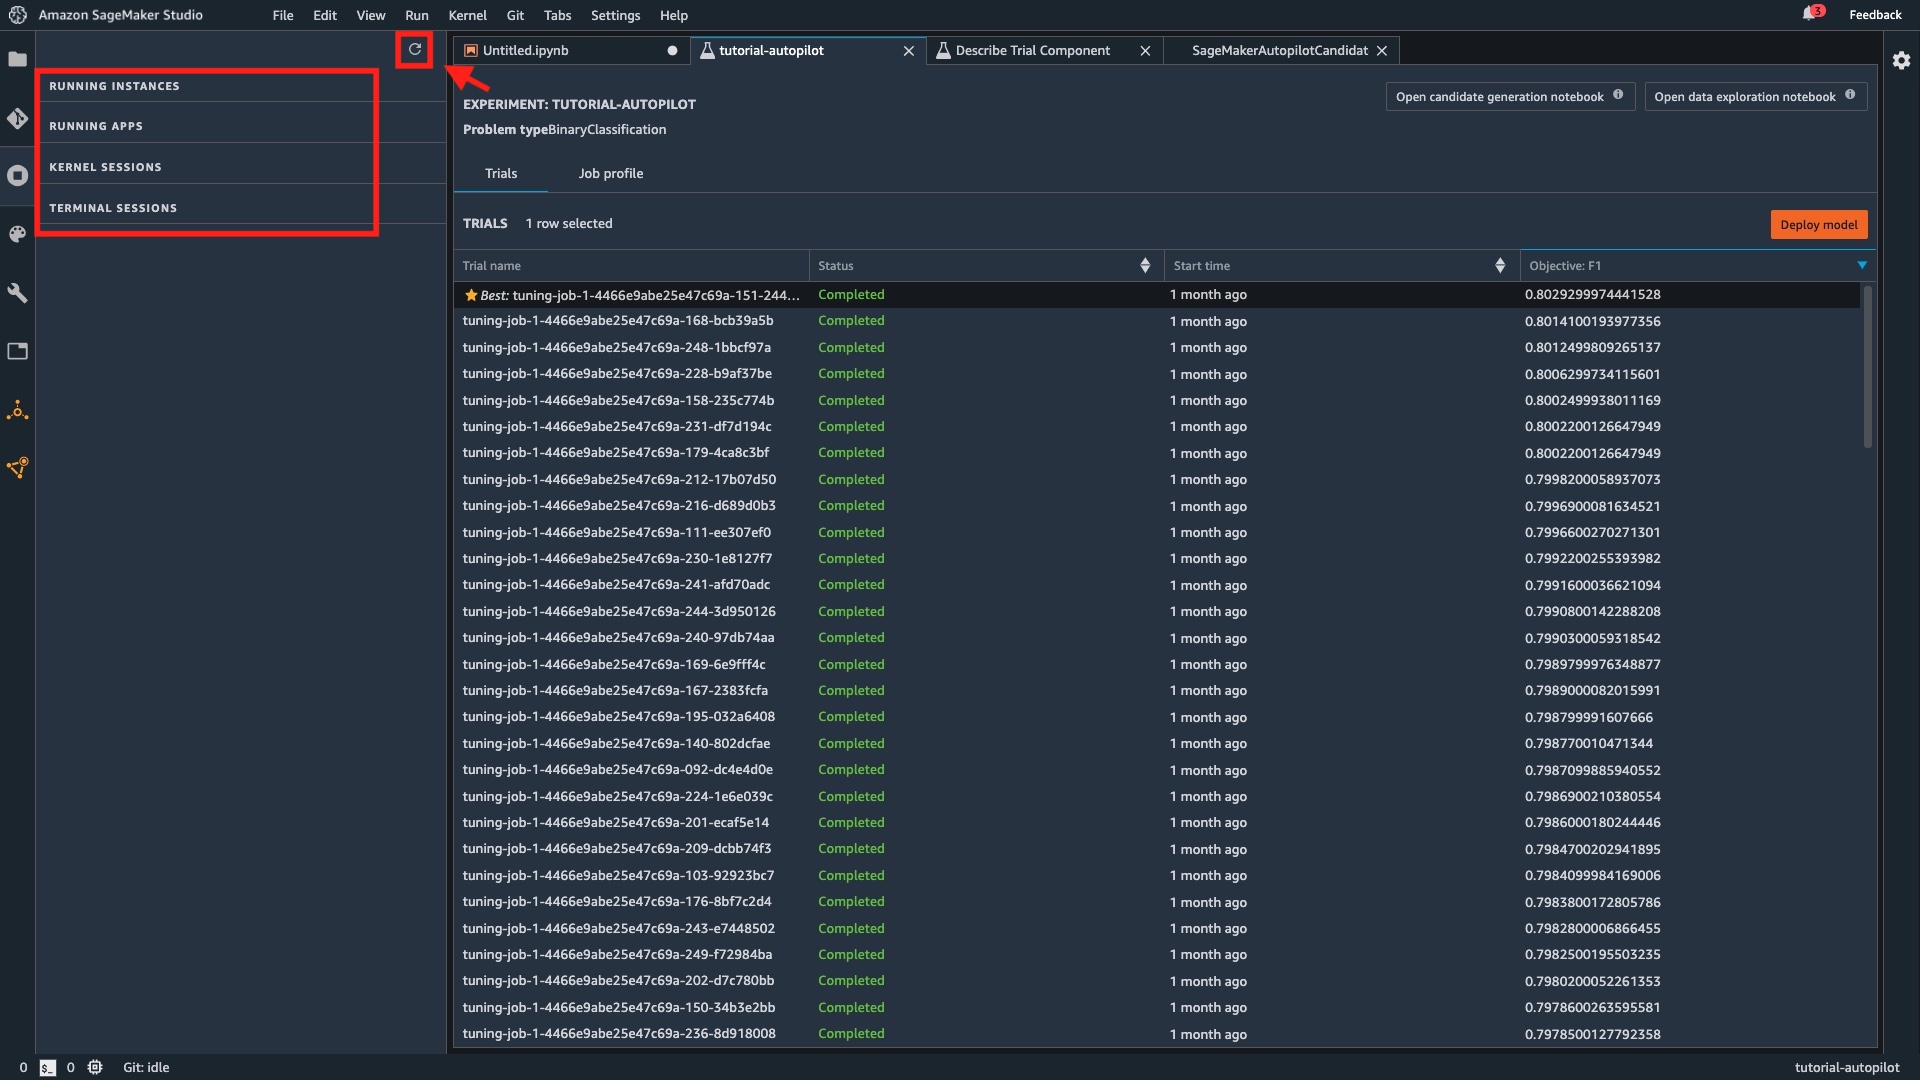 Amazon SageMaker Studio File Edit View Run Kernel Git Tabs Settings Help 3 Feedback
RUNNING INSTANCES
RUNNING APPS
KERNEL SESSIONS
TERMINAL SESSIONS
Untitled.ipynb tutorial-autopilot Describe Trial Component SageMakerAutopilotCandidat
EXPERIMENT: TUTORIAL-AUTOPILOT
Problem typeBinaryClassification
Open candidate generation notebook Open data exploration notebook
Trials Job profile
TRIALS 1 row selected Deploy model
Trial name Status Start time Objective: F1
Best: tuning-job-1-4466e9abe25e47c69a-151-244... Completed 1 month ago 0.8029299974441528
tuning-job-1-4466e9abe25e47c69a-168-bcb39a5b Completed 1 month ago 0.8014100193977356
tuning-job-1-4466e9abe25e47c69a-248-1bbcf97a Completed 1 month ago 0.8012499809265137
tuning-job-1-4466e9abe25e47c69a-228-b9af37be Completed 1 month ago 0.8006299734115601
tuning-job-1-4466e9abe25e47c69a-158-235c774b Completed 1 month ago 0.8002499938011169
tuning-job-1-4466e9abe25e47c69a-231-df7d194c Completed 1 month ago 0.8002200126647949
tuning-job-1-4466e9abe25e47c69a-179-4ca8c3bf Completed 1 month ago 0.8002200126647949
tuning-job-1-4466e9abe25e47c69a-212-17b07d50 Completed 1 month ago 0.7998200058937073
tuning-job-1-4466e9abe25e47c69a-216-d689d0b3 Completed 1 month ago 0.7996900081634521
tuning-job-1-4466e9abe25e47c69a-111-ee307ef0 Completed 1 month ago 0.7996600270271301
tuning-job-1-4466e9abe25e47c69a-230-1e8127f7 Completed 1 month ago 0.7992200255393982
tuning-job-1-4466e9abe25e47c69a-241-afd70adc Completed 1 month ago 0.7991600036621094
tuning-job-1-4466e9abe25e47c69a-244-3d950126 Completed 1 month ago 0.7990800142288208
tuning-job-1-4466e9abe25e47c69a-240-97db74aa Completed 1 month ago 0.7990300059318542
tuning-job-1-4466e9abe25e47c69a-169-6e9fff4c Completed 1 month ago 0.7989799976348877
tuning-job-1-4466e9abe25e47c69a-167-2383fcfa Completed 1 month ago 0.7989000082015991
tuning-job-1-4466e9abe25e47c69a-195-032a6408 Completed 1 month ago 0.798799991607666
tuning-job-1-4466e9abe25e47c69a-140-802dcfae Completed 1 month ago 0.798770010471344
tuning-job-1-4466e9abe25e47c69a-092-dc4e4d0e Completed 1 month ago 0.7987099885940552
tuning-job-1-4466e9abe25e47c69a-224-1e6e039c Completed 1 month ago 0.7986900210380554
tuning-job-1-4466e9abe25e47c69a-201-ecaf5e14 Completed 1 month ago 0.7986000180244446
tuning-job-1-4466e9abe25e47c69a-209-dcbb74f3 Completed 1 month ago 0.7984700202941895
tuning-job-1-4466e9abe25e47c69a-103-92923bc7 Completed 1 month ago 0.7984099984169006
tuning-job-1-4466e9abe25e47c69a-176-8bf7c2d4 Completed 1 month ago 0.7983800172805786
tuning-job-1-4466e9abe25e47c69a-243-e7448502 Completed 1 month ago 0.7982800006866455
tuning-job-1-4466e9abe25e47c69a-249-f72984ba Completed 1 month ago 0.7982500195503235
tuning-job-1-4466e9abe25e47c69a-202-d7c780bb Completed 1 month ago 0.7980200052261353
tuning-job-1-4466e9abe25e47c69a-150-34b3e2bb Completed 1 month ago 0.7978600263595581
tuning-job-1-4466e9abe25e47c69a-236-8d918008 Completed 1 month ago 0.7978500127792358
0 $_ 0 Git: idle tutorial-autopilot